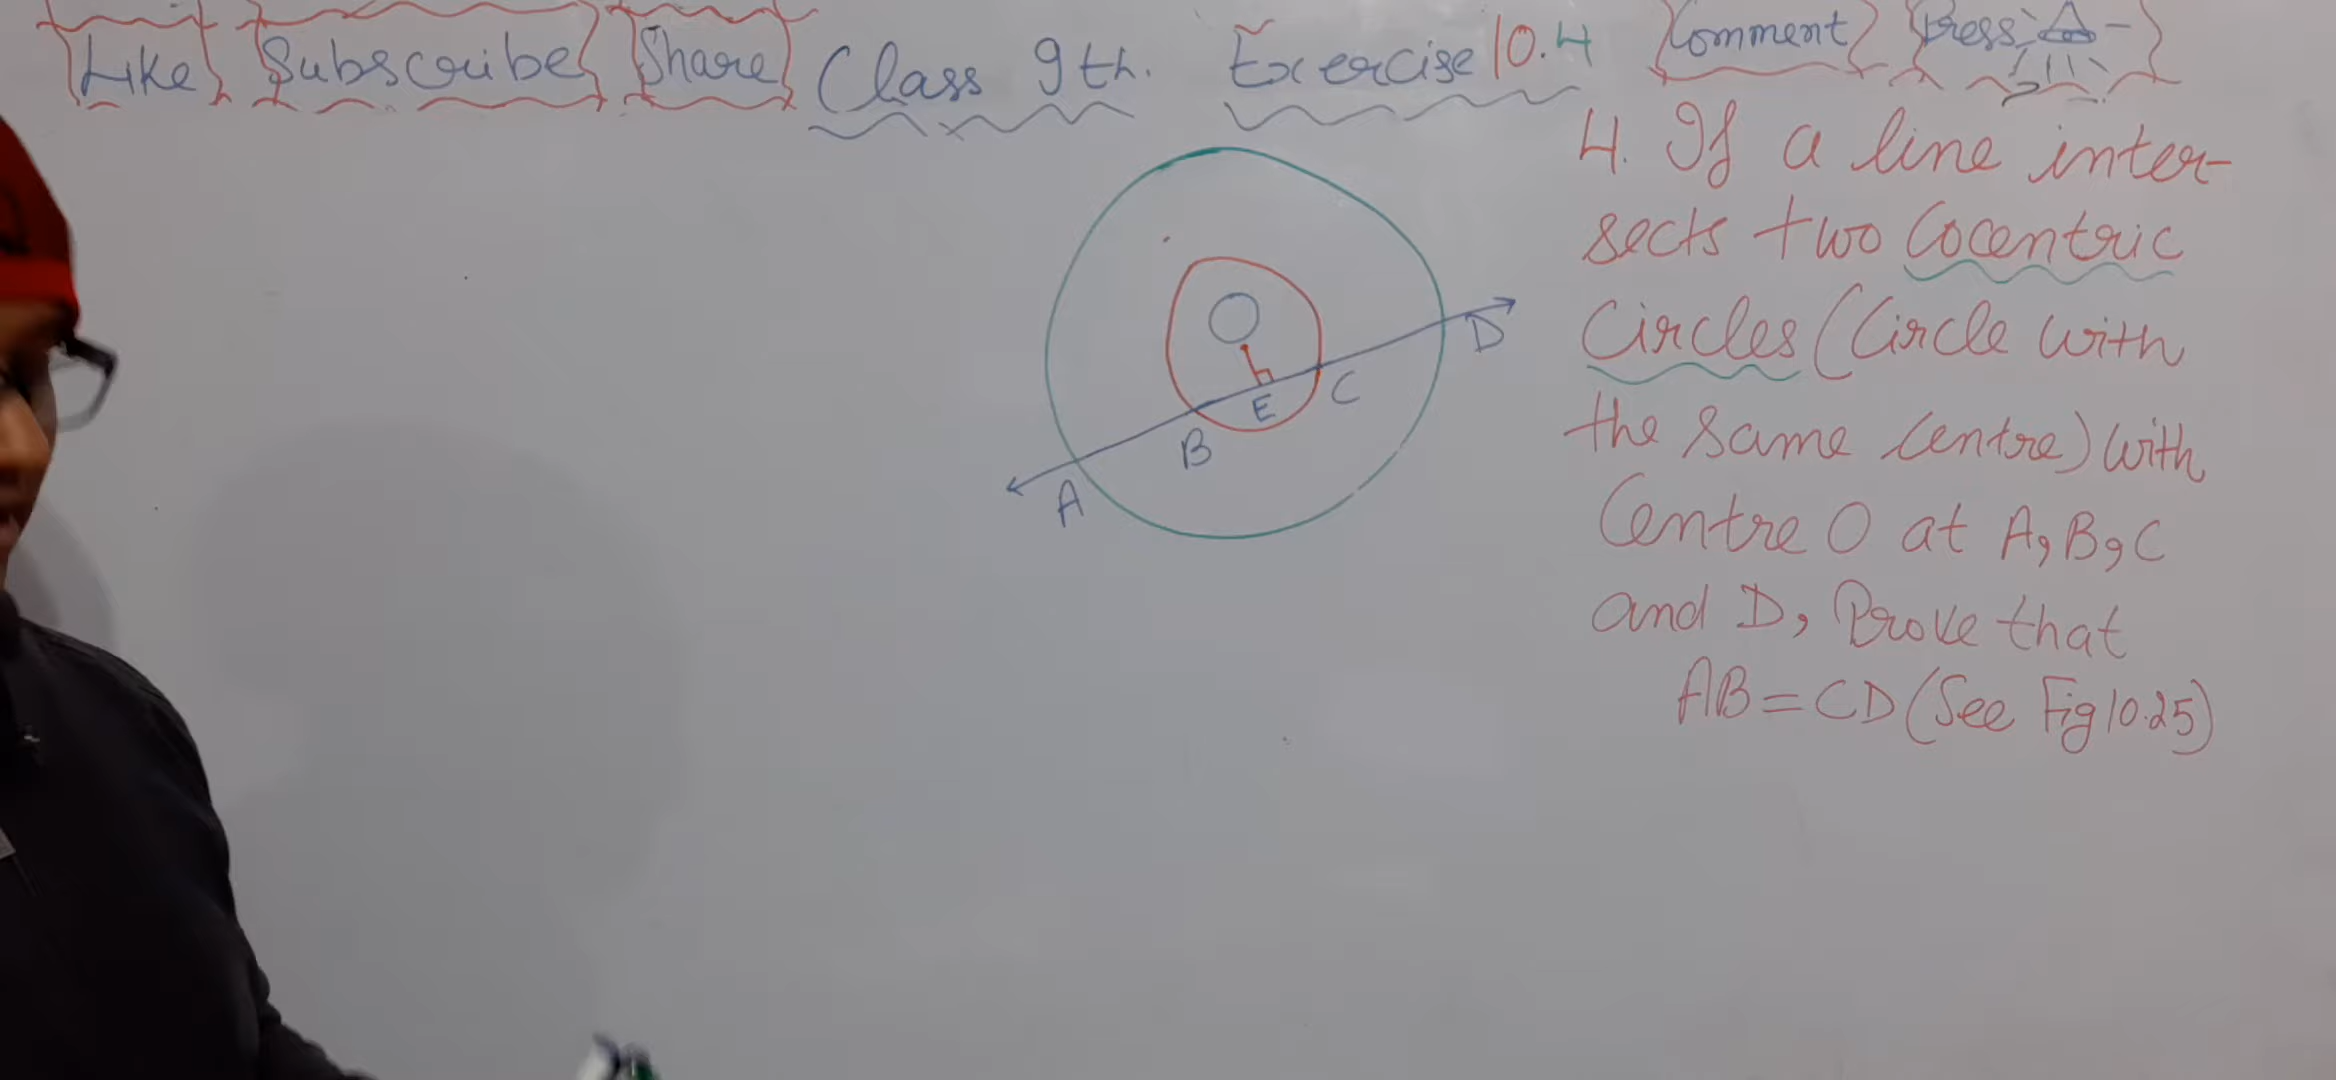 Like Subscribe Share Class 9th. Exercise 10.4 Comment Press
4. If a line inter-
sects two Cocentric
Circles (Circle with
the same Centre) with
Centre O at A, B, C
and D, Prove that
AB = CD (See Fig 10.25)
O
D
C
E
B
A